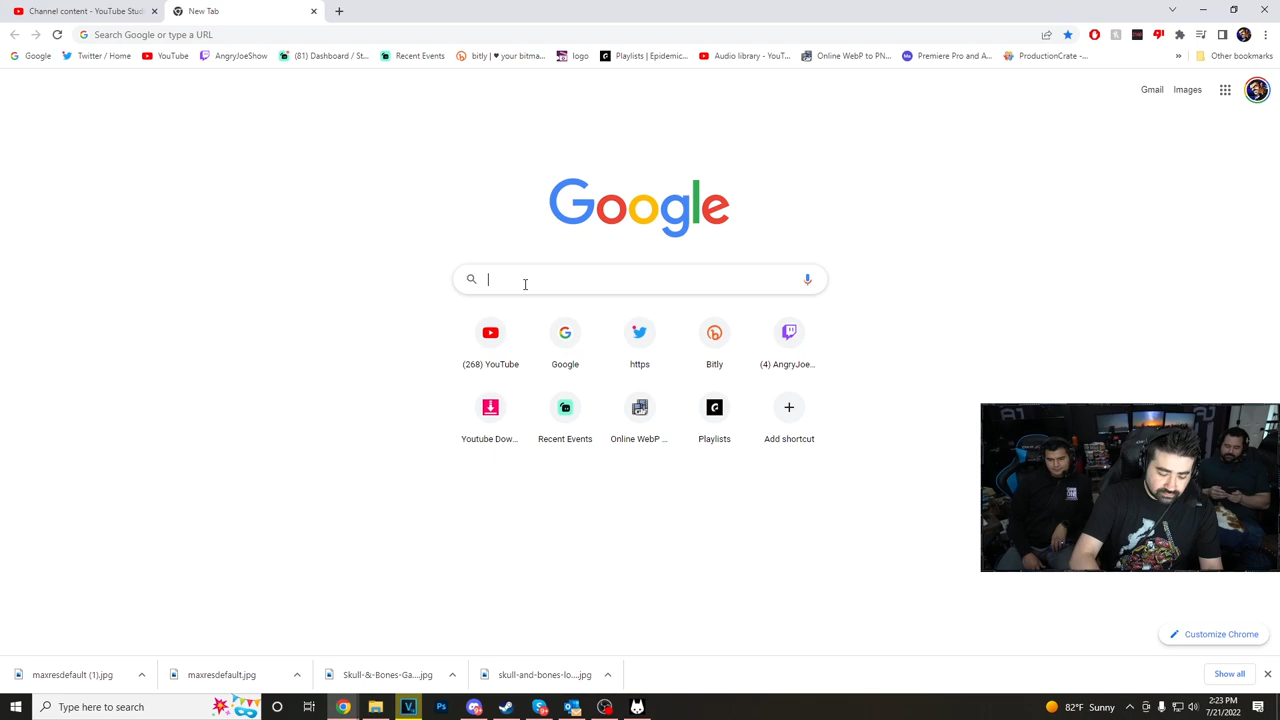 Channel content - YouTube Studi
New Tab
Search Google or type a URL
Google
Twitter / Home
YouTube
AngryJoeShow
(81) Dashboard / St...
Recent Events
bitly | ♥ your bitma...
logo
Playlists | Epidemic...
Audio library - YouT...
Online WebP to PN...
Premiere Pro and A...
ProductionCrate -...
»
Other bookmarks
Gmail
Images
Google
(268) YouTube
Google
https
Bitly
(4) AngryJoe...
Youtube Dow...
Recent Events
Online WebP ...
Playlists
Add shortcut
Customize Chrome
maxresdefault (1).jpg
maxresdefault.jpg
Skull-&-Bones-Ga....jpg
skull-and-bones-lo....jpg
Show all
Type here to search
82°F Sunny
2:23 PM
7/21/2022